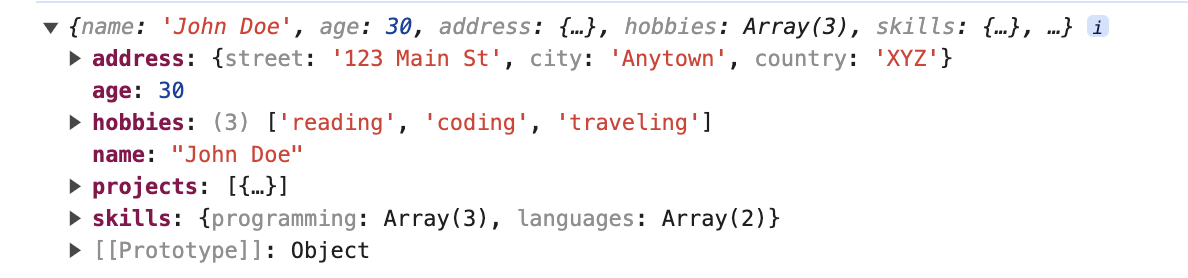 ▼ {name: 'John Doe', age: 30, address: {…}, hobbies: Array(3), skills: {…}, …} i
▶ address: {street: '123 Main St', city: 'Anytown', country: 'XYZ'}
age: 30
▶ hobbies: (3) ['reading', 'coding', 'traveling']
name: "John Doe"
▶ projects: [{…}]
▶ skills: {programming: Array(3), languages: Array(2)}
▶ [[Prototype]]: Object